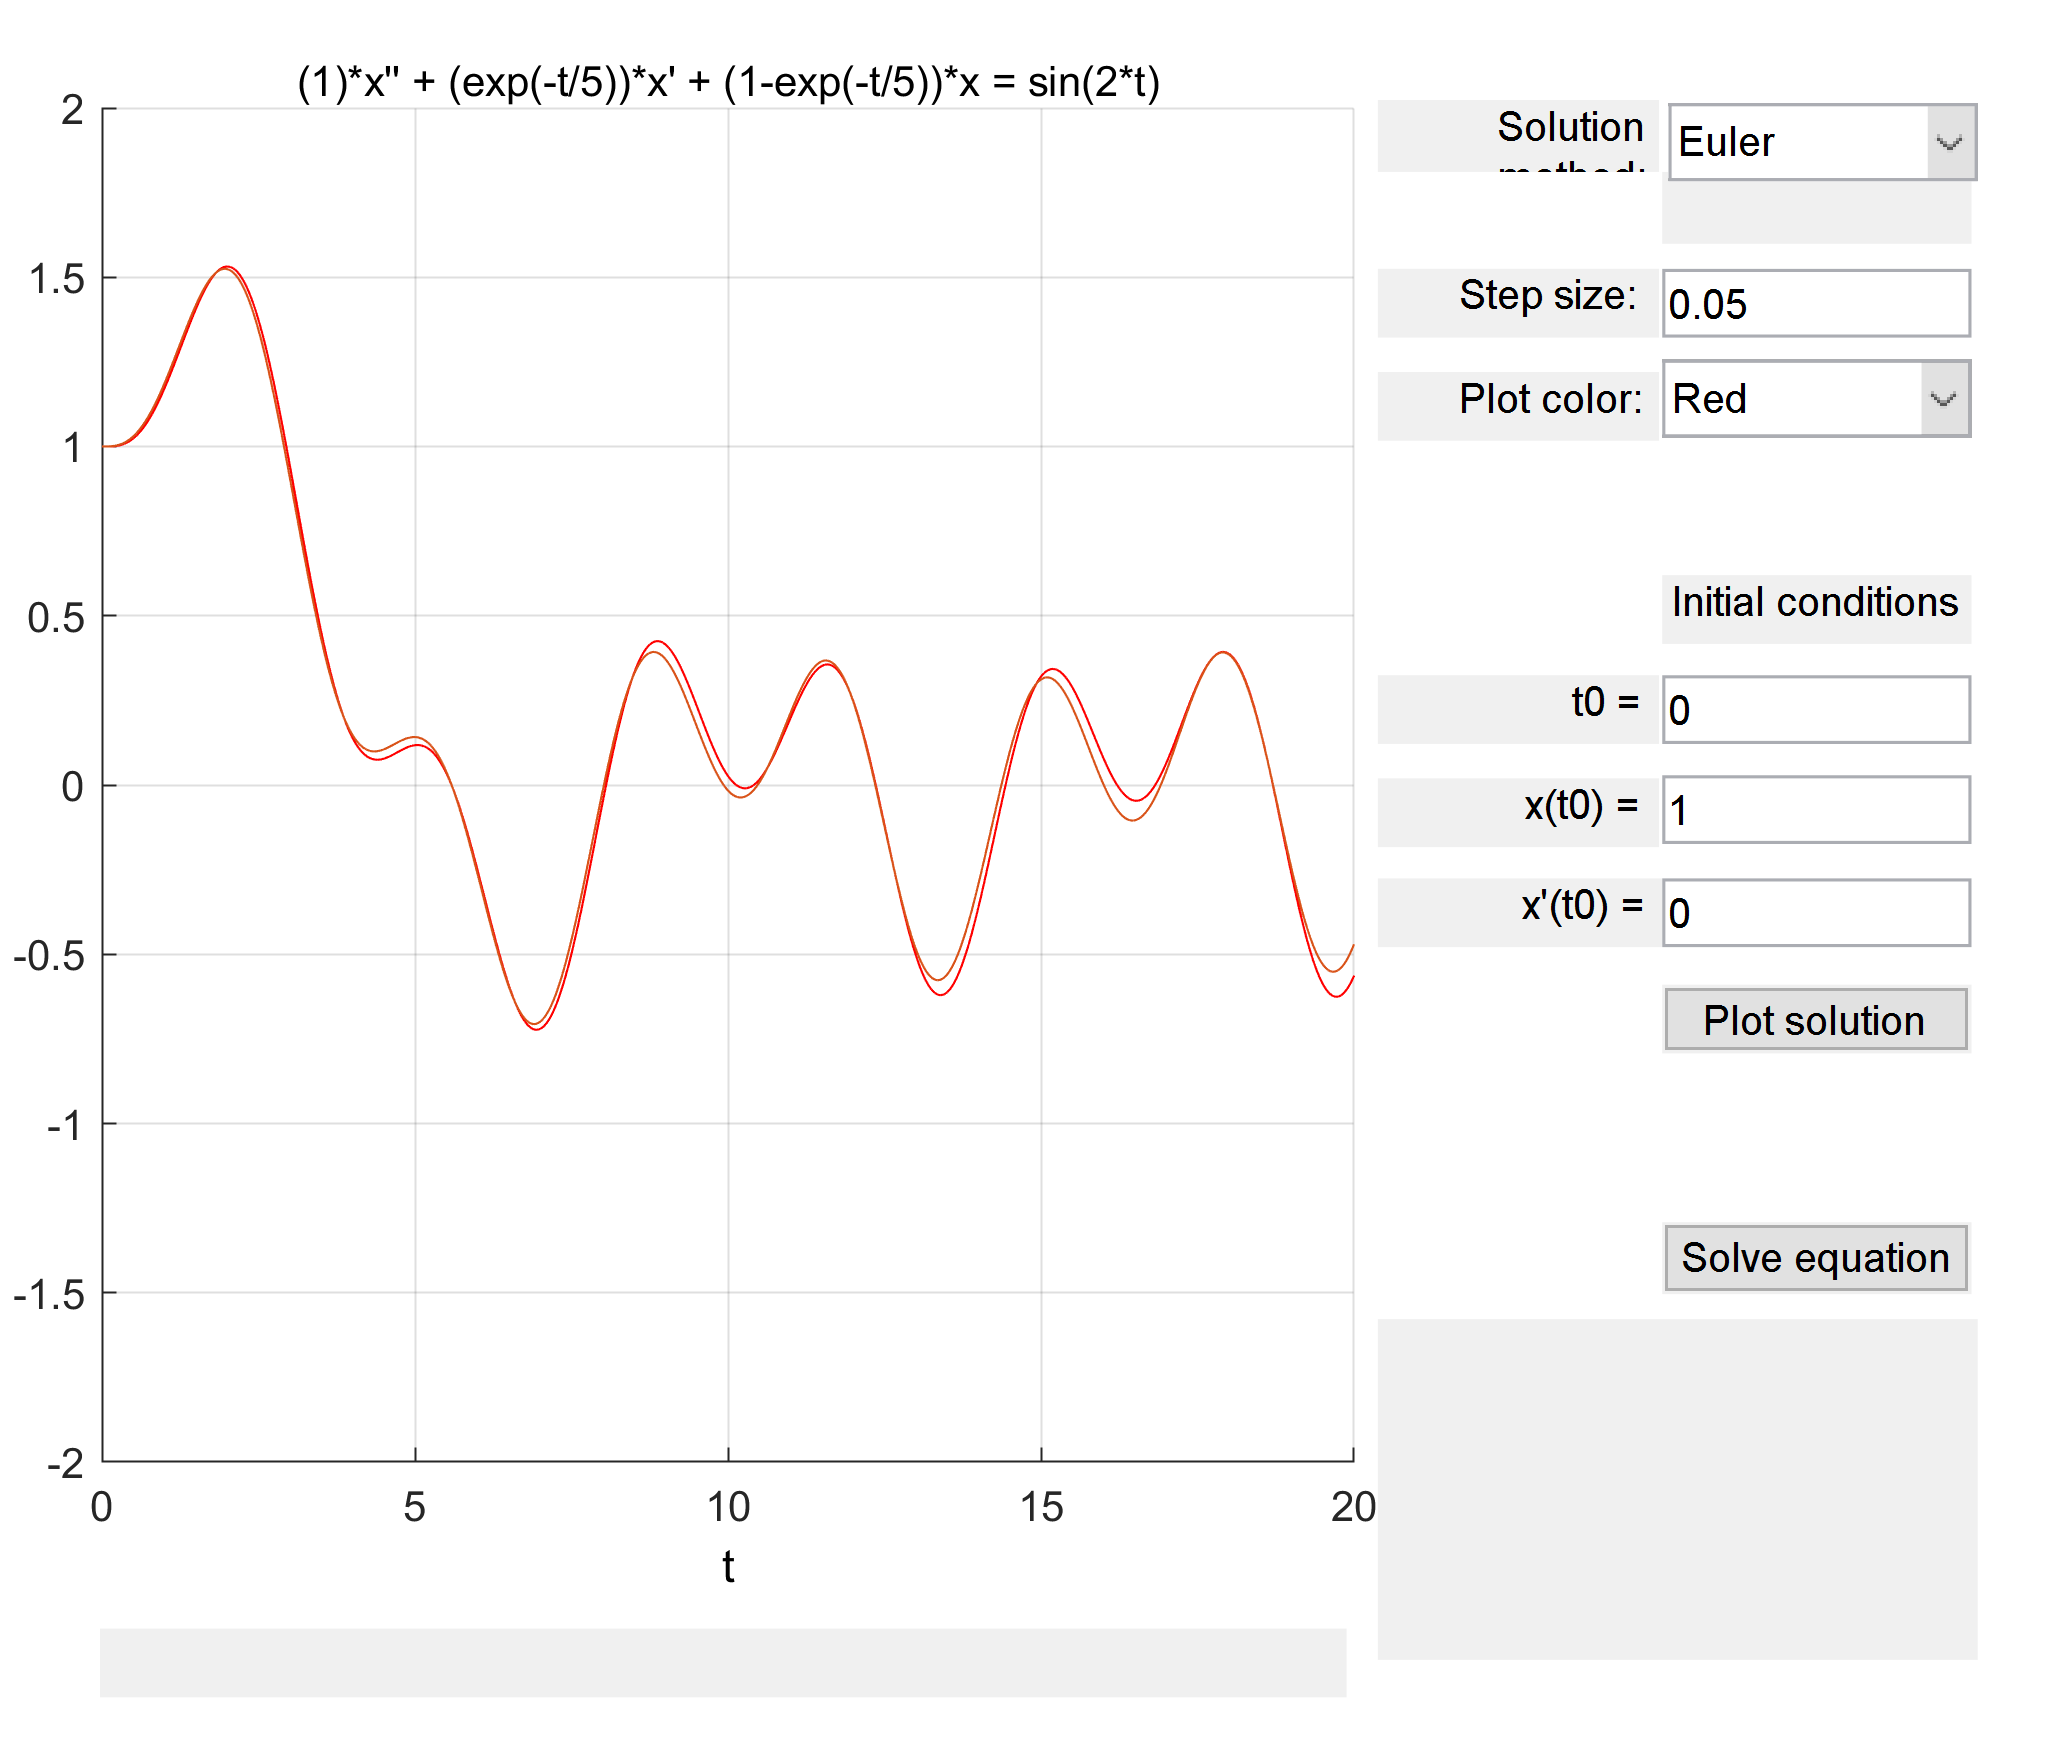 (1)*x'' + (exp(-t/5))*x' + (1-exp(-t/5))*x = sin(2*t)
2
1.5
1
0.5
0
-0.5
-1
-1.5
-2
0 5 10 15 20
t
Solution
method:
Euler
Step size: 0.05
Plot color: Red
Initial conditions
t0 = 0
x(t0) = 1
x'(t0) = 0
Plot solution
Solve equation